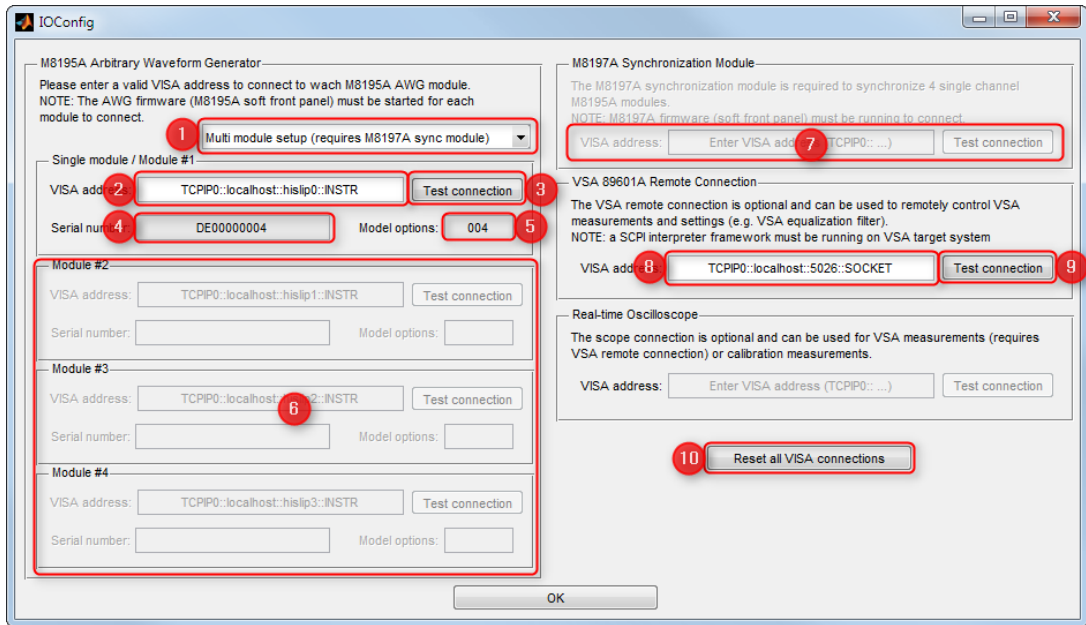 IOConfig
M8195A Arbitrary Waveform Generator
Please enter a valid VISA address to connect to wach M8195A AWG module.
NOTE: The AWG firmware (M8195A soft front panel) must be started for each
module to connect.
1
Multi module setup (requires M8197A sync module)
Single module / Module #1
VISA address: 2 TCPIP0::localhost::hislip0::INSTR Test connection 3
Serial number: 4 DE00000004 Model options: 004 5
Module #2
VISA address: TCPIP0::localhost::hislip1::INSTR Test connection
Serial number: Model options:
Module #3
VISA address: TCPIP0::localhost::hislip2::INSTR Test connection
6
Serial number: Model options:
Module #4
VISA address: TCPIP0::localhost::hislip3::INSTR Test connection
Serial number: Model options:
M8197A Synchronization Module
The M8197A synchronization module is required to synchronize 4 single channel
M8195A modules.
NOTE: M8197A firmware (soft front panel) must be running to connect.
VISA address: Enter VISA address (TCPIP0:: ...) 7 Test connection
VSA 89601A Remote Connection
The VSA remote connection is optional and can be used to remotely control VSA
measurements and settings (e.g. VSA equalization filter).
NOTE: a SCPI interpreter framework must be running on VSA target system
VISA address: 8 TCPIP0::localhost::5026::SOCKET Test connection 9
Real-time Oscilloscope
The scope connection is optional and can be used for VSA measurements (requires
VSA remote connection) or calibration measurements.
VISA address: Enter VISA address (TCPIP0:: ...) Test connection
10 Reset all VISA connections
OK